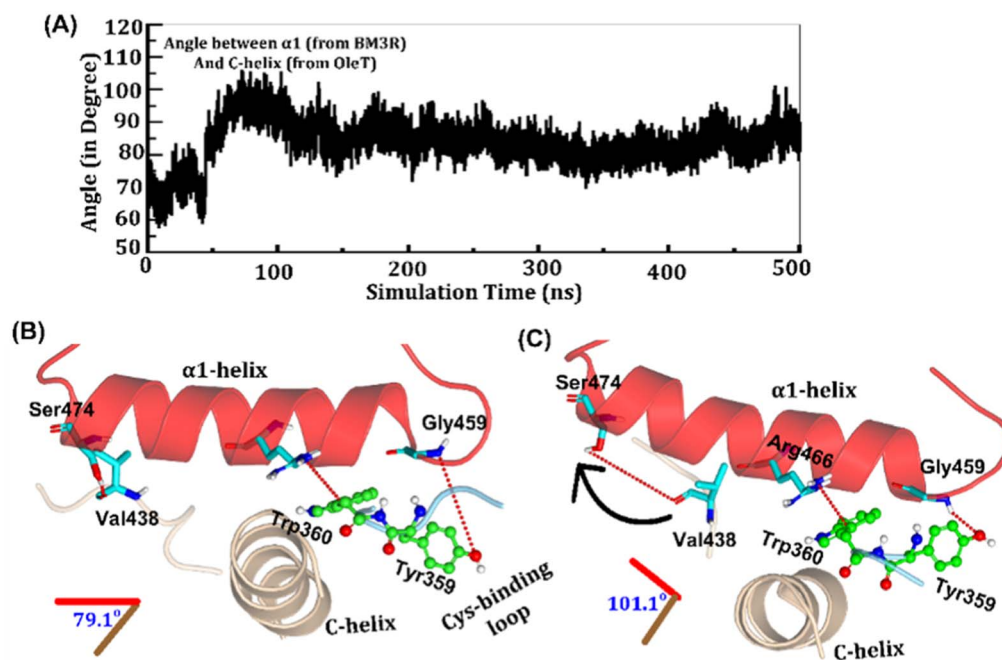 (A)
Angle between α1 (from BM3R)
And C-helix (from OleT)
Angle (in Degree)
120
110
100
90
80
70
60
50
0
100
200
300
400
500
Simulation Time (ns)
(B)
α1-helix
Ser474
Gly459
Val438
Trp360
Tyr359
Cys-binding
loop
C-helix
79.1°
(C)
Ser474
α1-helix
Arg466
Gly459
Val438
Trp360
Tyr359
101.1°
C-helix